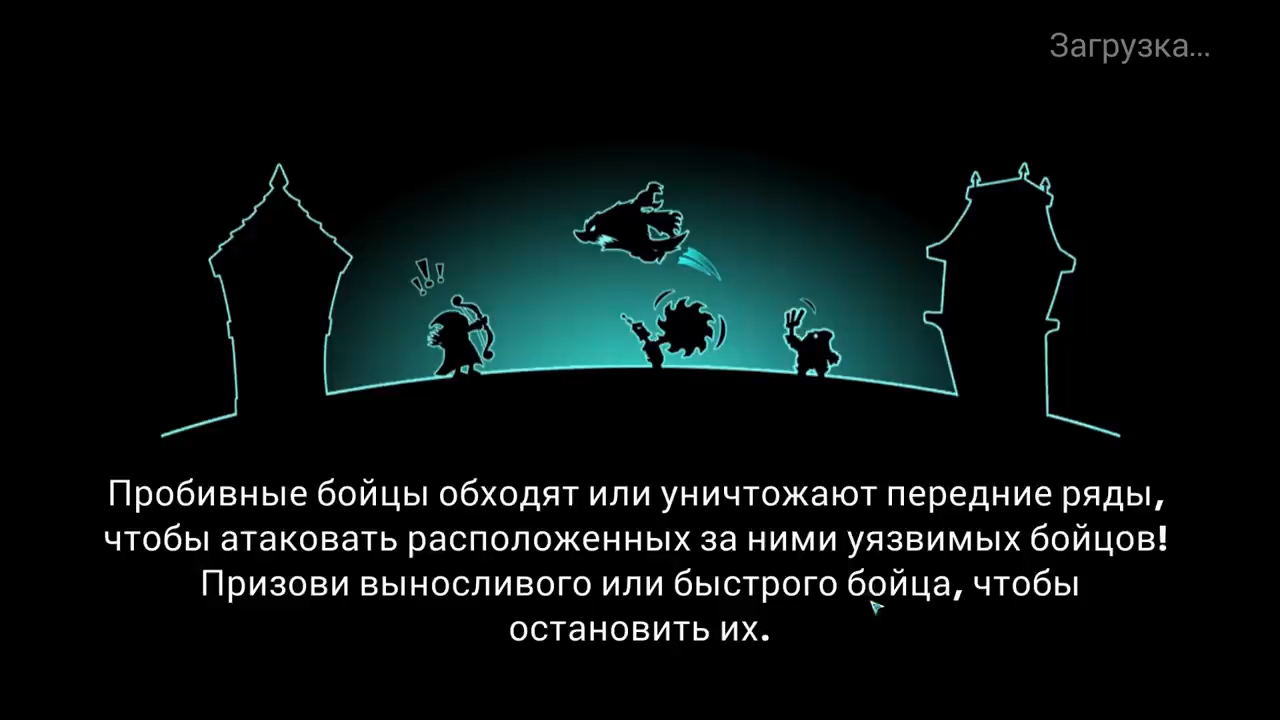 Загрузка...
!!!
Пробивные бойцы обходят или уничтожают передние ряды,
чтобы атаковать расположенных за ними уязвимых бойцов!
Призови выносливого или быстрого бойца, чтобы
остановить их.